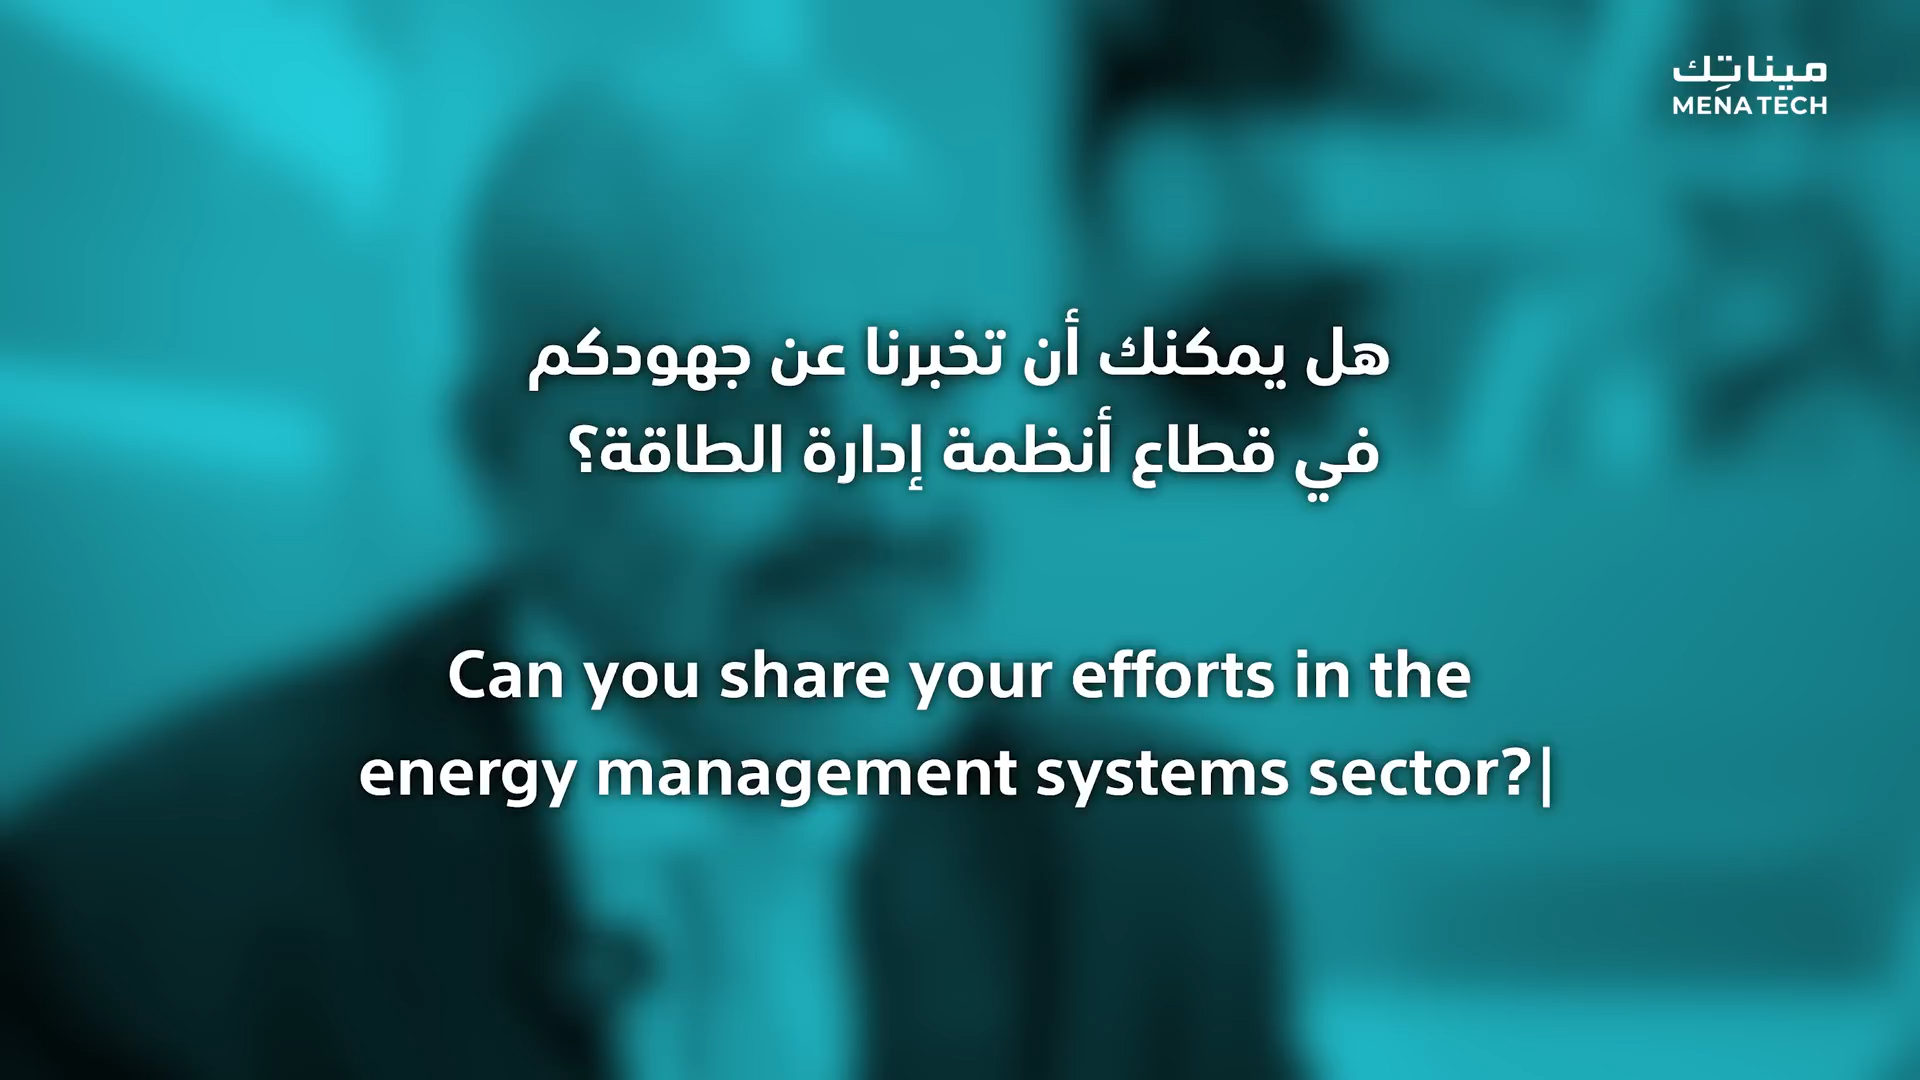 ميناتِك
MENA TECH
هل يمكنك أن تخبرنا عن جهودكم
في قطاع أنظمة إدارة الطاقة؟
Can you share your efforts in the
energy management systems sector?|